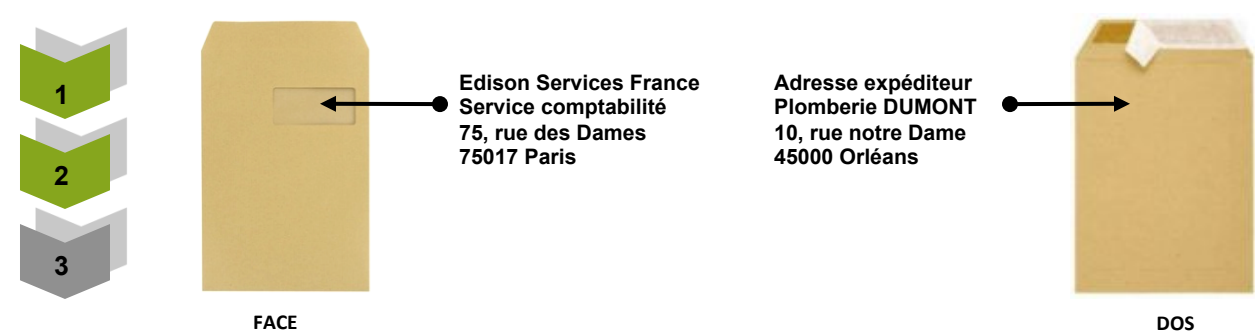 1
2
3
Edison Services France
Service comptabilité
75, rue des Dames
75017 Paris
Adresse expéditeur
Plomberie DUMONT
10, rue notre Dame
45000 Orléans
FACE
DOS